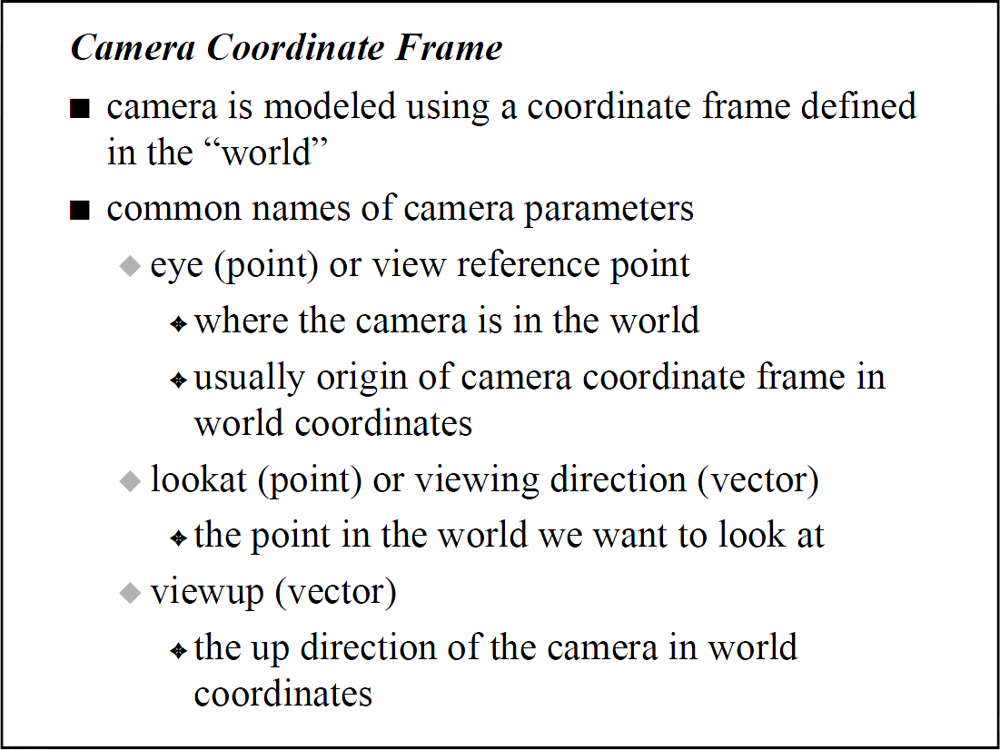 Camera Coordinate Frame
camera is modeled using a coordinate frame defined
in the “world”
common names of camera parameters
eye (point) or view reference point
where the camera is in the world
usually origin of camera coordinate frame in
world coordinates
lookat (point) or viewing direction (vector)
the point in the world we want to look at
viewup (vector)
the up direction of the camera in world
coordinates